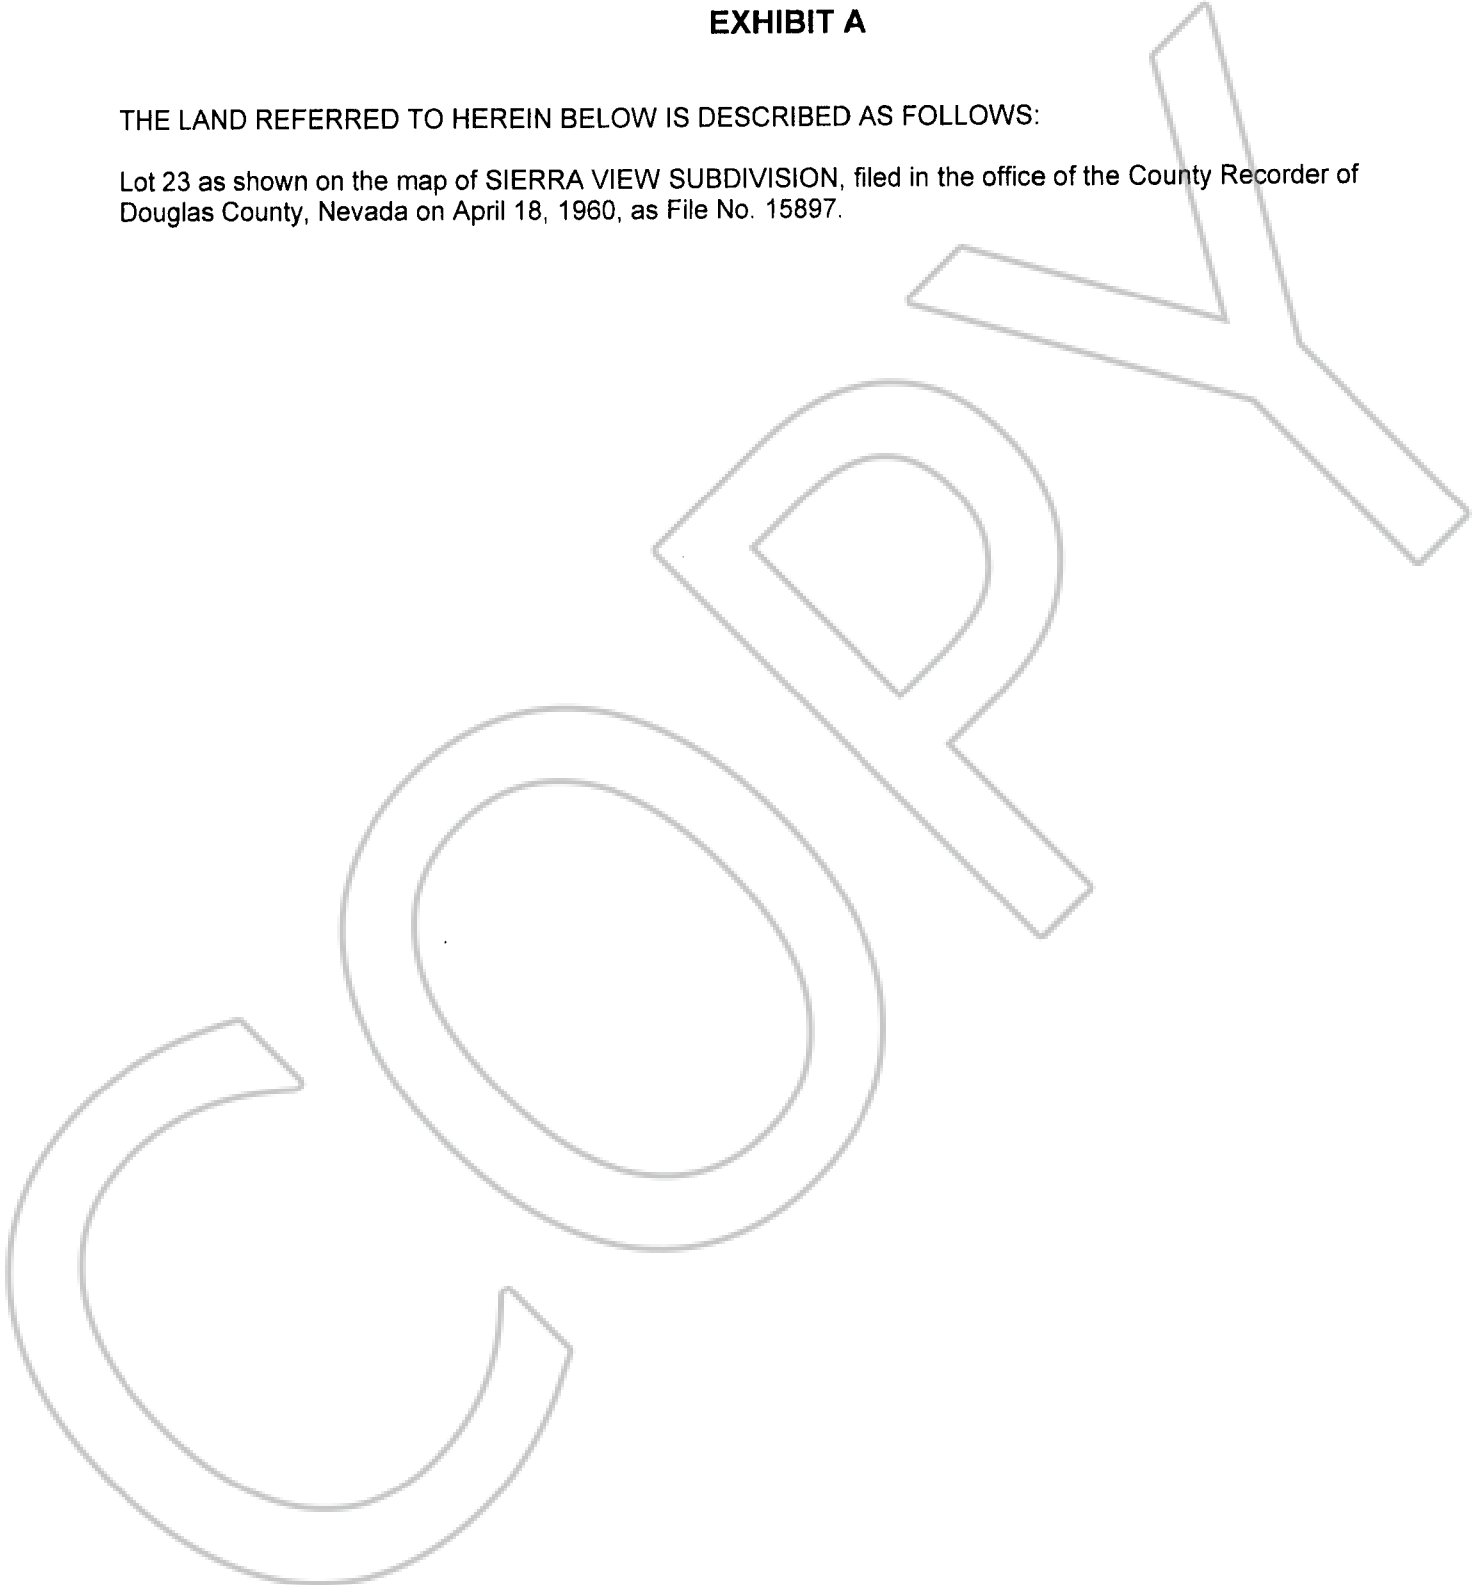 EXHIBIT A
THE LAND REFERRED TO HEREIN BELOW IS DESCRIBED AS FOLLOWS:
Lot 23 as shown on the map of SIERRA VIEW SUBDIVISION, filed in the office of the County Recorder of
Douglas County, Nevada on April 18, 1960, as File No. 15897.
COPY